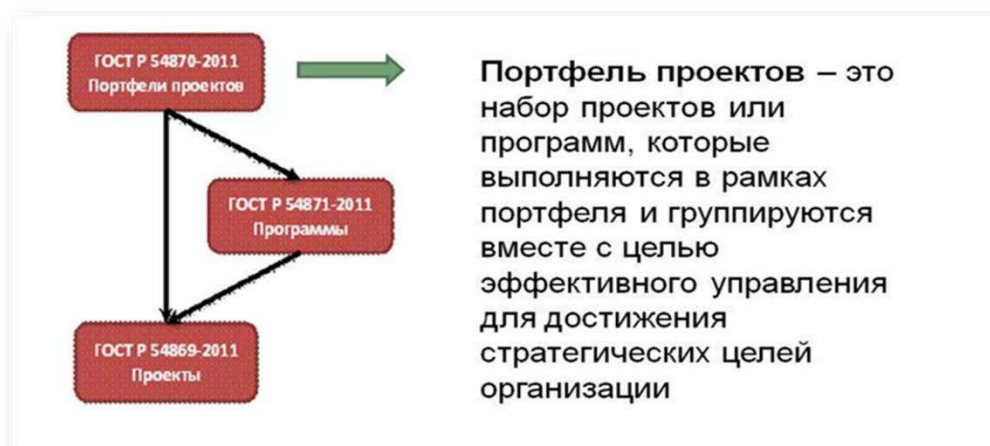 ГОСТ Р 54870-2011
Портфели проектов
ГОСТ Р 54871-2011
Программы
ГОСТ Р 54869-2011
Проекты
Портфель проектов – это
набор проектов или
программ, которые
выполняются в рамках
портфеля и группируются
вместе с целью
эффективного управления
для достижения
стратегических целей
организации